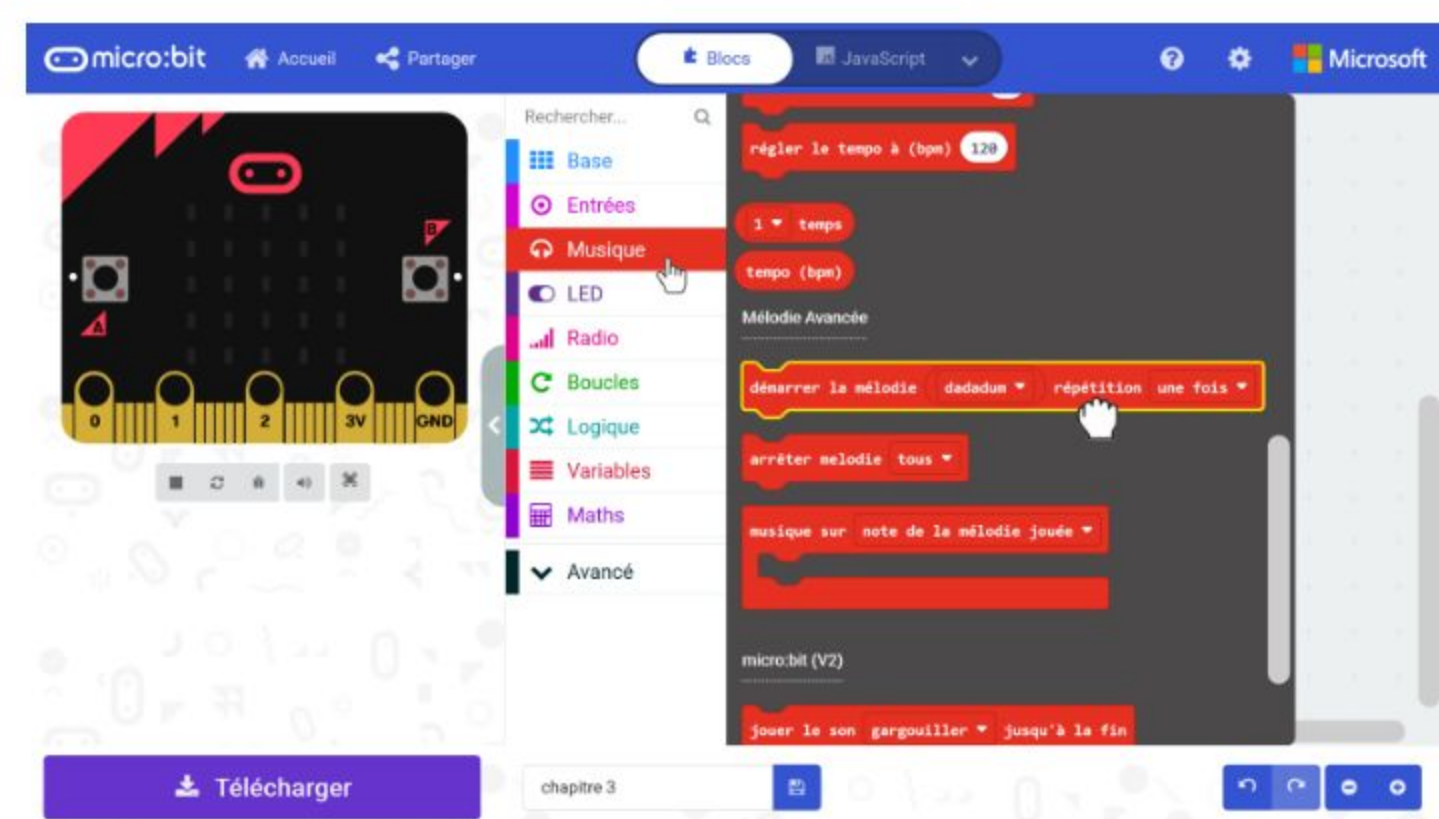 micro:bit Accueil Partager Blocs JavaScript Microsoft
Rechercher...
Base
Entrées
Musique
LED
Radio
Boucles
Logique
Variables
Maths
Avancé
régler le tempo à (bpm) 120
1 temps
tempo (bpm)
Mélodie Avancée
démarrer la mélodie dadadum répétition une fois
arrêter melodie tous
musique sur note de la mélodie jouée
micro:bit (V2)
jouer le son gargouiller jusqu'à la fin
B
A
0 1 2 3V GND
Télécharger
chapitre 3